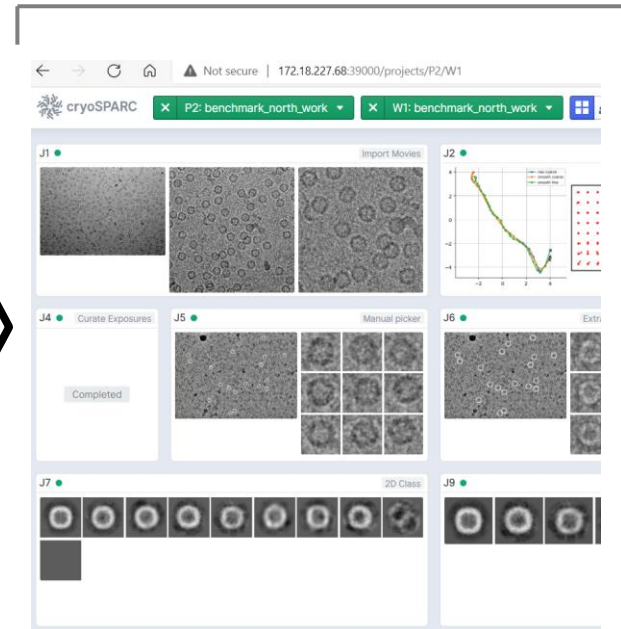 Not secure | 172.18.227.68:39000/projects/P2/W1
cryoSPARC × P2: benchmark_north_work × W1: benchmark_north_work
J1 Import Movies J2
J4 Curate Exposures J5 Manual picker J6 Extra
Completed
J7 2D Class J9